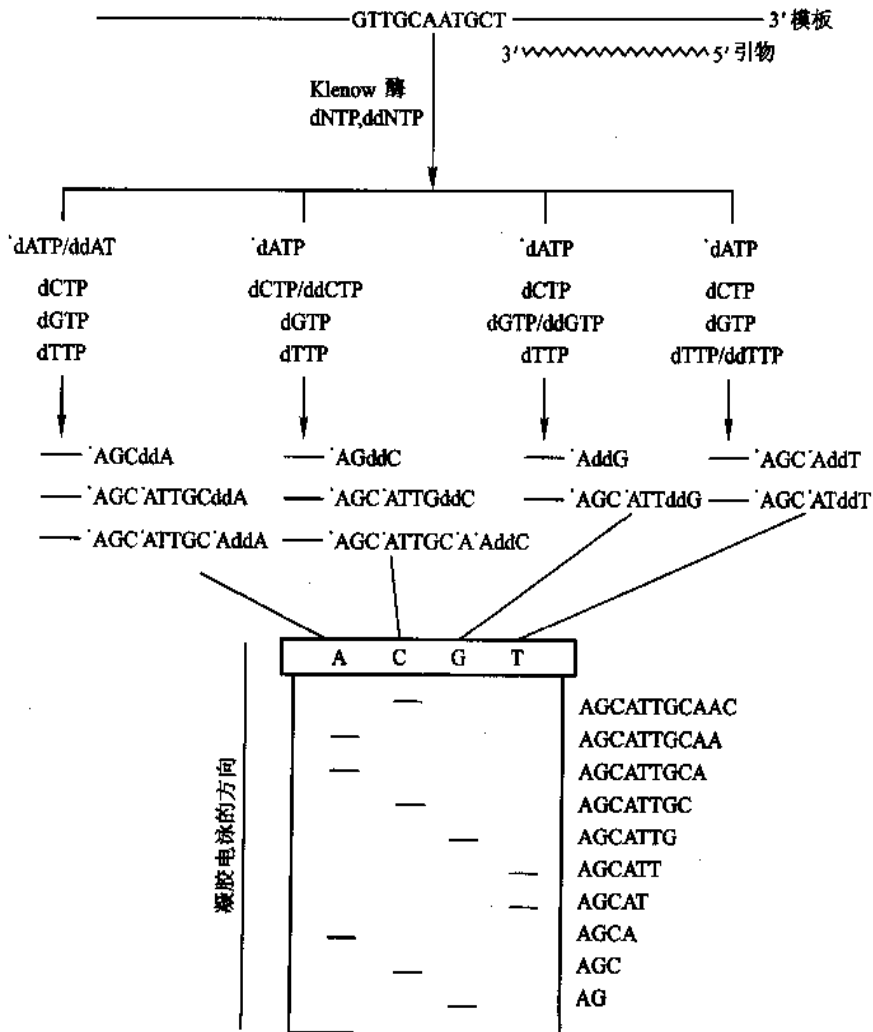 GTTGCAATGCT 3′ 模板
3′ 5′ 引物
Klenow 酶
dNTP,ddNTP
*dATP/ddAT *dATP *dATP *dATP
dCTP dCTP/ddCTP dCTP dCTP
dGTP dGTP dGTP/ddGTP dGTP
dTTP dTTP dTTP dTTP/ddTTP
*AGCddA *AGddC *AddG *AGC*AddT
*AGC*ATTGCddA *AGC*ATTGddC *AGC*ATTddG *AGC*ATddT
*AGC*ATTGC*AddA *AGC*ATTGC*A*AddC
A C G T
凝胶电泳的方向
AGCATTGCAAC
AGCATTGCAA
AGCATTGCA
AGCATTGC
AGCATTG
AGCATT
AGCAT
AGCA
AGC
AG